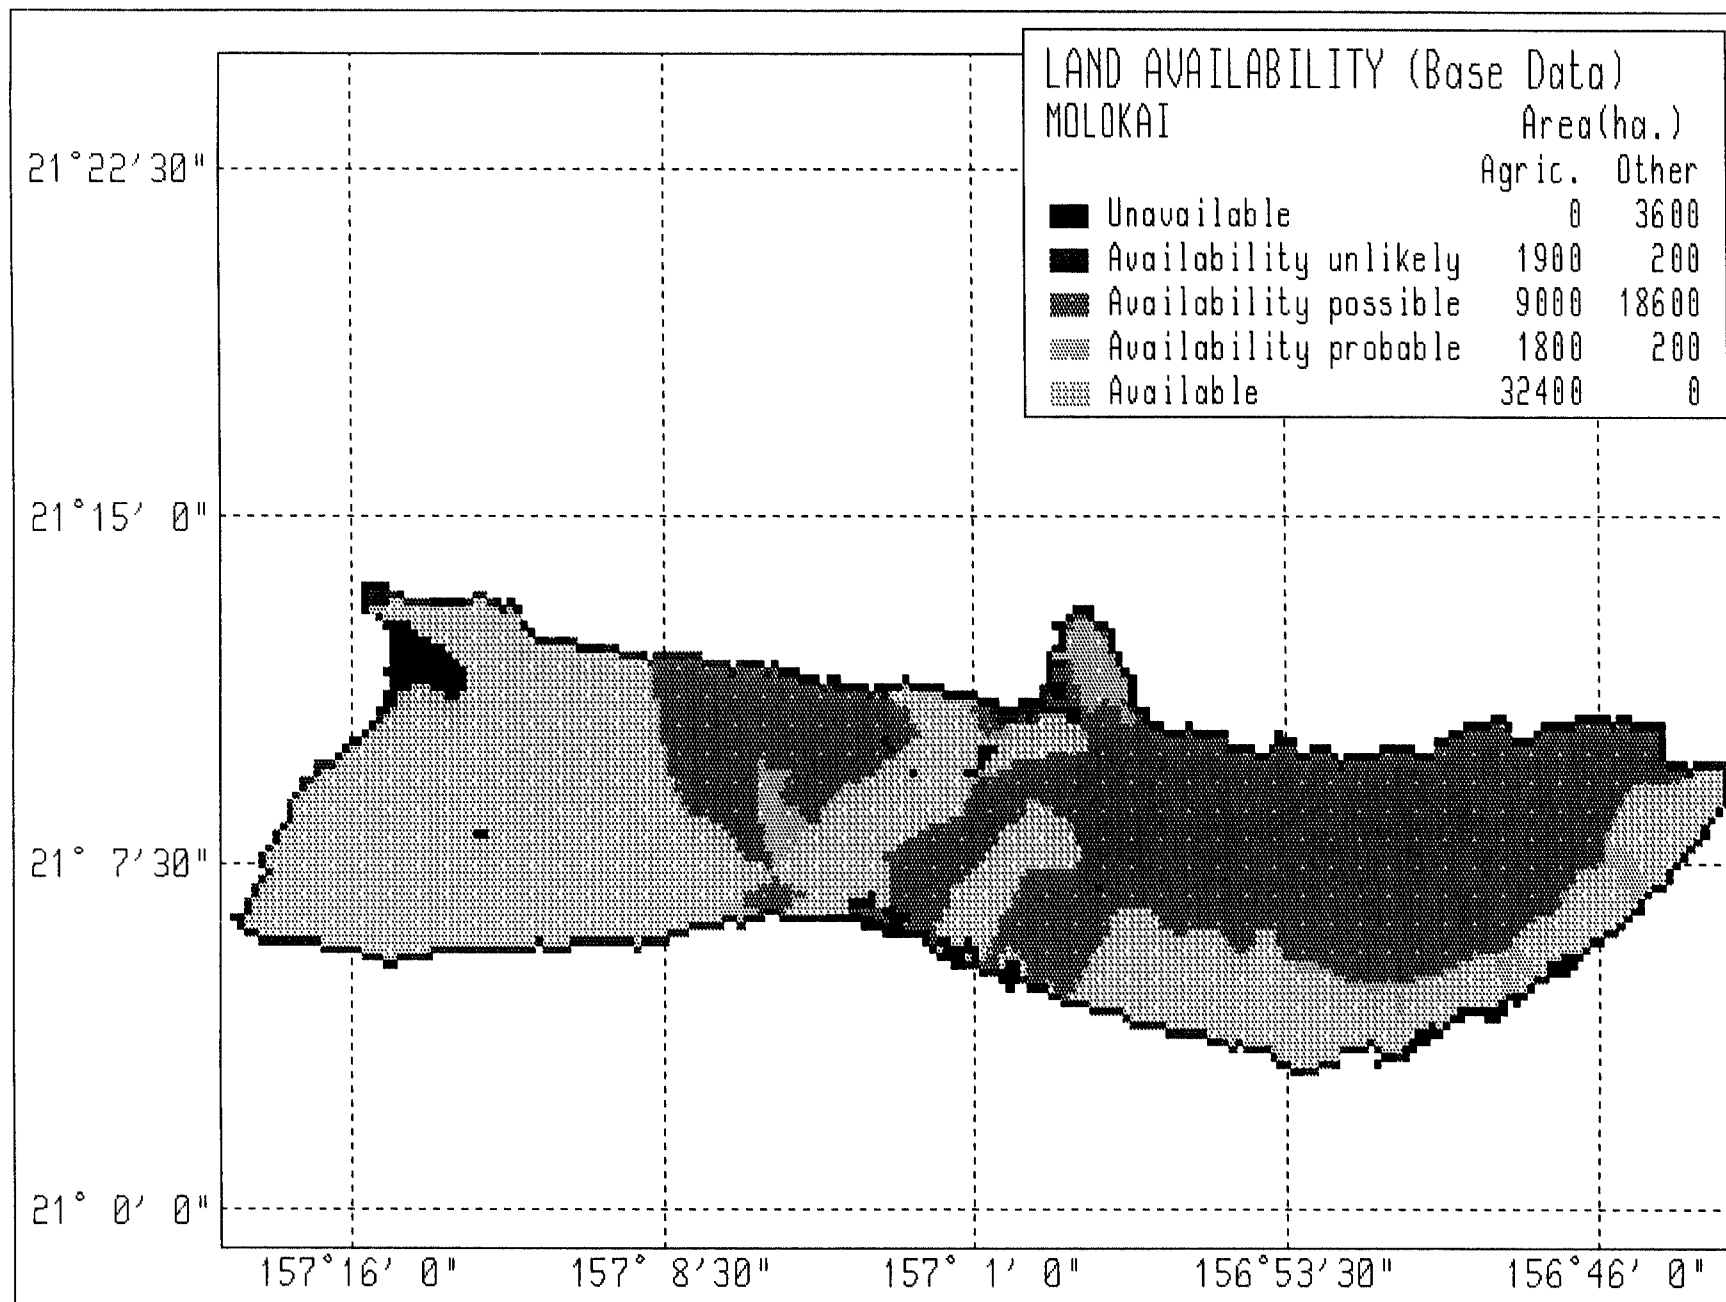 LAND AVAILABILITY (Base Data)
MOLOKAI Area(ha.)
Agric. Other
Unavailable 0 3600
Availability unlikely 1900 200
Availability possible 9000 18600
Availability probable 1800 200
Available 32400 0
21°22'30"
21°15' 0"
21° 7'30"
21° 0' 0"
157°16' 0" 157° 8'30" 157° 1' 0" 156°53'30" 156°46' 0"